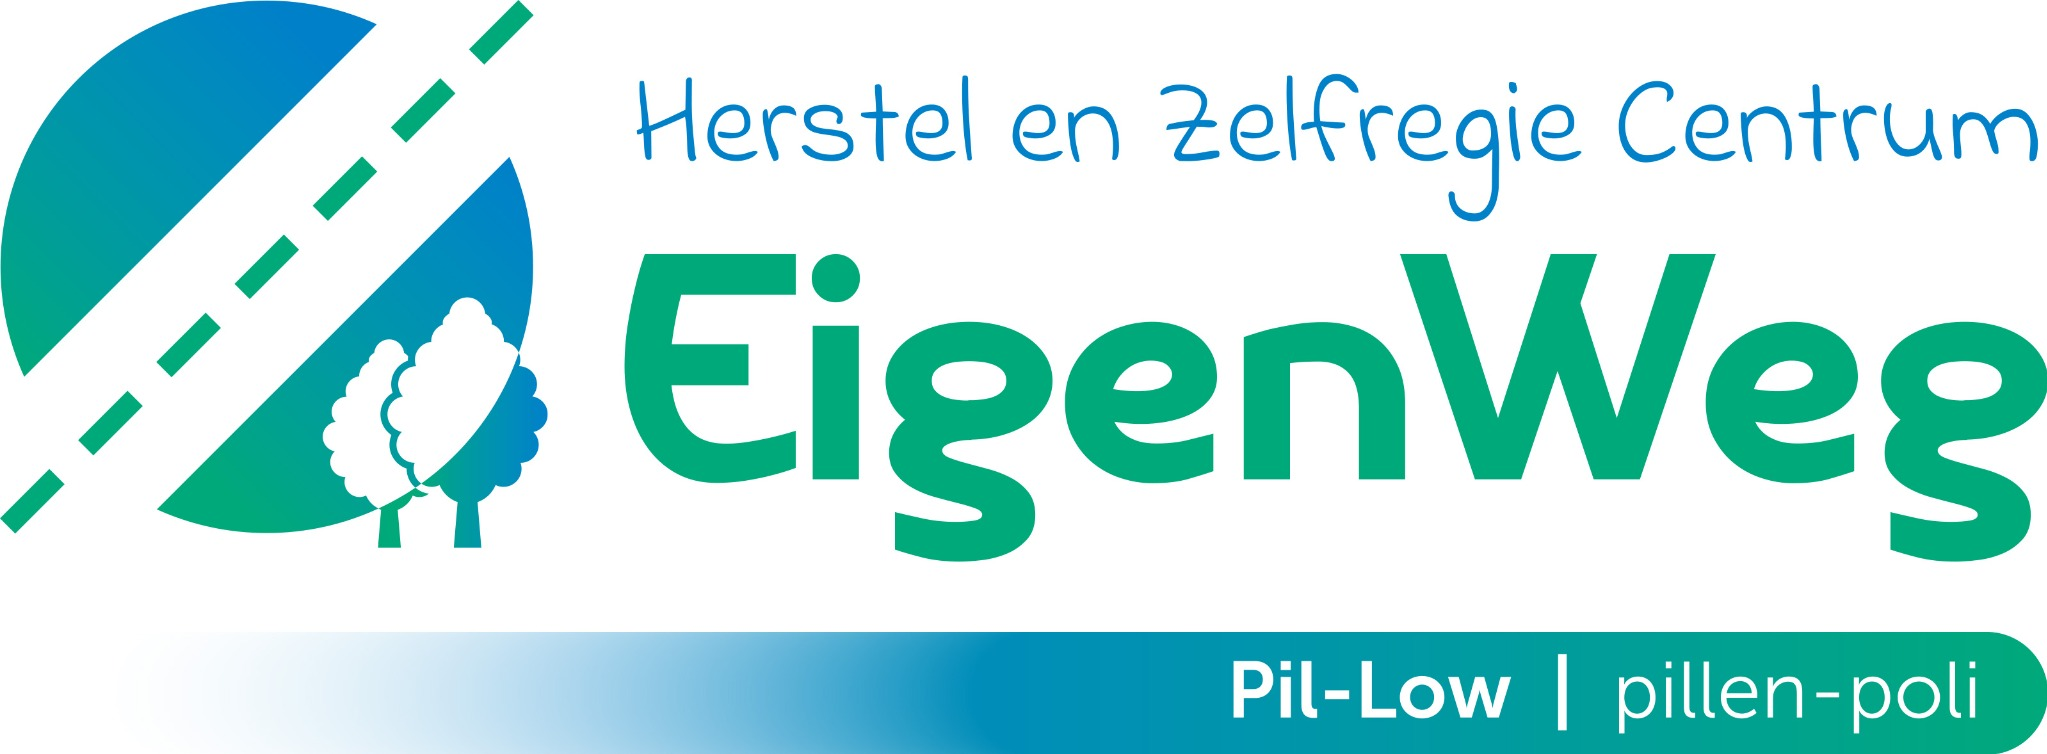 Herstel en Zelfregie Centrum
EigenWeg
Pil-Low | pillen-poli